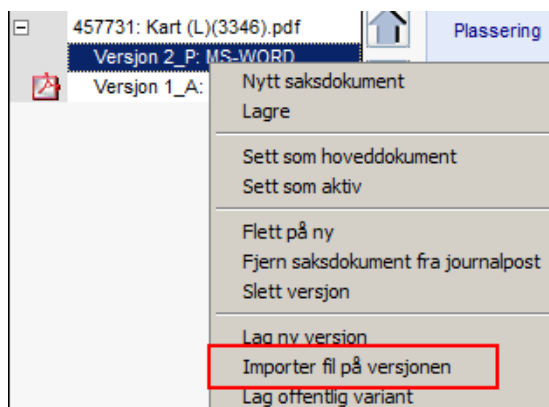 457731: Kart (L)(3346).pdf
Plassering
Versjon 2_P: MS-WORD
Versjon 1_A:
Nytt saksdokument
Lagre
Sett som hoveddokument
Sett som aktiv
Flett på ny
Fjern saksdokument fra journalpost
Slett versjon
Lag ny versjon
Importer fil på versjonen
Lag offentlig variant